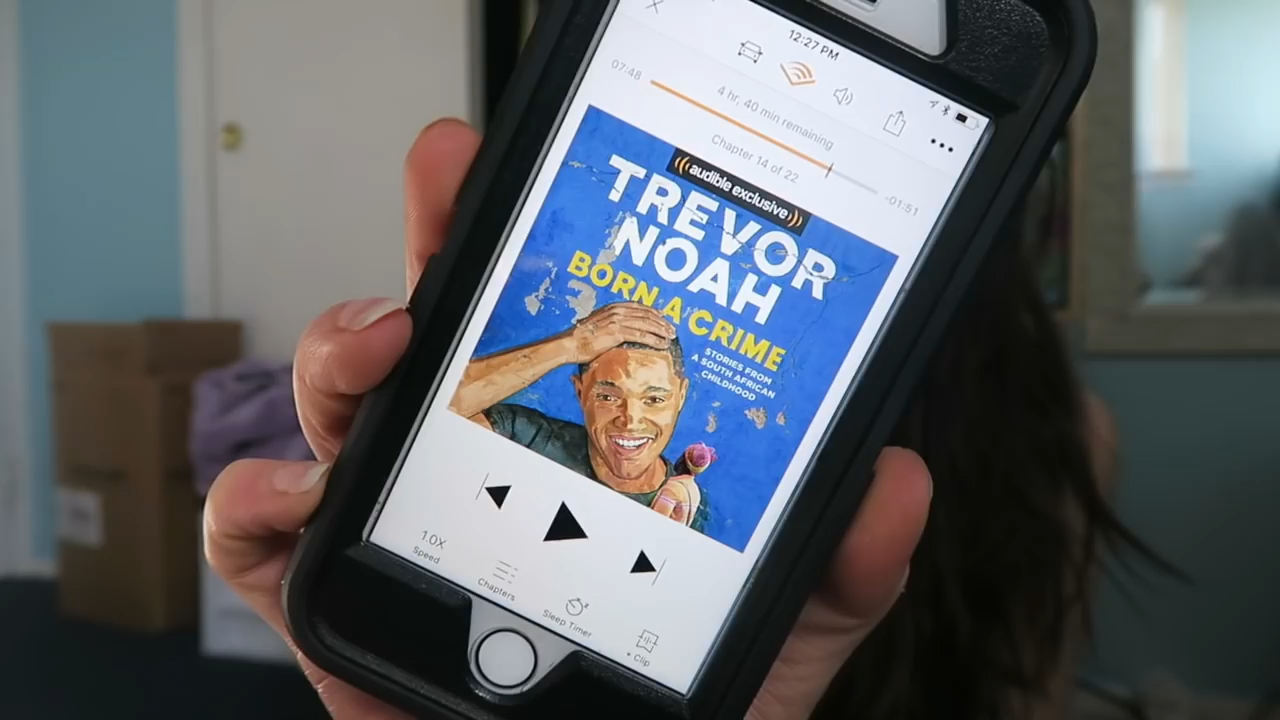 12:27 PM
07:48
4 hr, 40 min remaining
-01:51
Chapter 14 of 22
audible exclusive
TREVOR
NOAH
BORN A CRIME
STORIES FROM
A SOUTH AFRICAN
CHILDHOOD
1.0X
Speed
Chapters
Sleep Timer
+ Clip